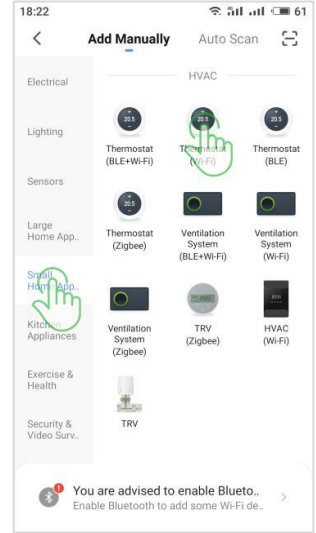 18:22
61
Add Manually Auto Scan
Electrical
Lighting
Sensors
Large
Home App..
Small
Home App..
Kitchen
Appliances
Exercise &
Health
Security &
Video Surv..
HVAC
20.5
20.5
20.5
Thermostat
(BLE+Wi-Fi)
Thermostat
(Wi-Fi)
Thermostat
(BLE)
20.5
Thermostat
(Zigbee)
Ventilation
System
(BLE+Wi-Fi)
Ventilation
System
(Wi-Fi)
Ventilation
System
(Zigbee)
TRV
(Zigbee)
HVAC
(Wi-Fi)
TRV
You are advised to enable Blueto..
Enable Bluetooth to add some Wi-Fi de..